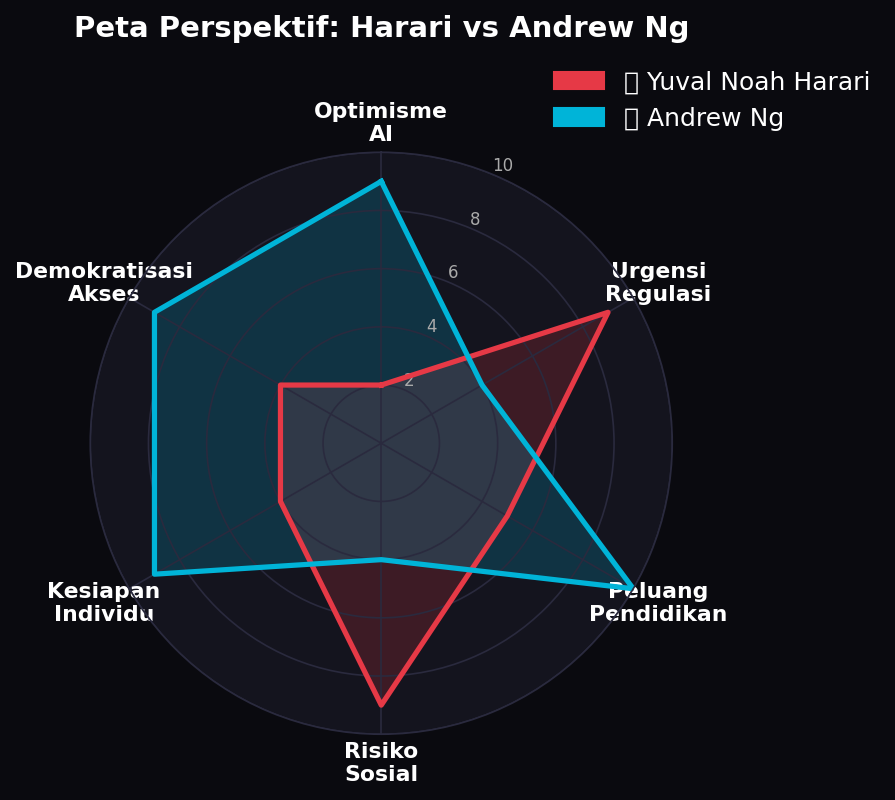 Peta Perspektif: Harari vs Andrew Ng
Yuval Noah Harari
Andrew Ng
Optimisme
AI
10
8
6
4
2
Urgensi
Regulasi
Demokratisasi
Akses
Kesiapan
Individu
Peluang
Pendidikan
Risiko
Sosial